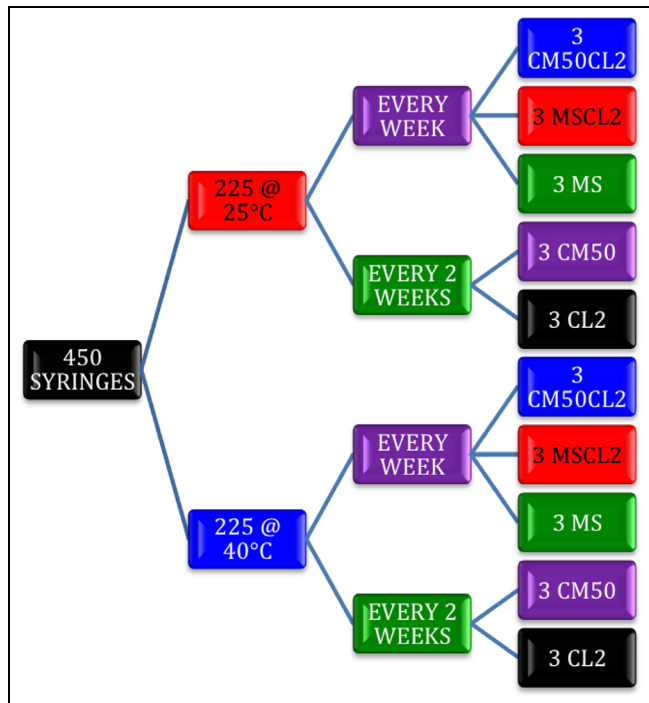 450
SYRINGES
225 @
25°C
EVERY
WEEK
3
CM50CL2
3 MSCL2
3 MS
EVERY 2
WEEKS
3 CM50
3 CL2
225 @
40°C
EVERY
WEEK
3
CM50CL2
3 MSCL2
3 MS
EVERY 2
WEEKS
3 CM50
3 CL2